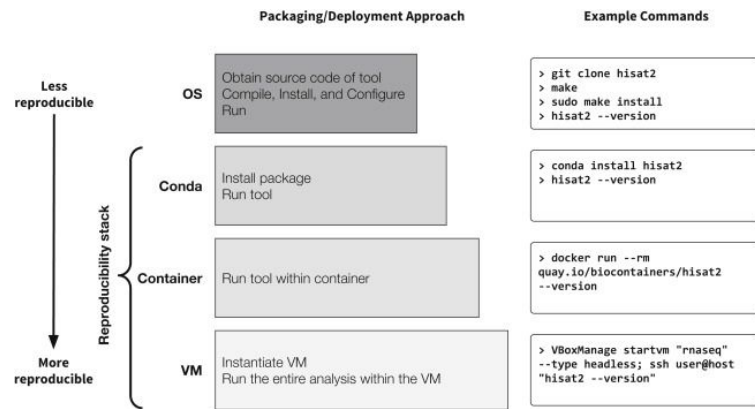 Packaging/Deployment Approach
Example Commands
Less
reproducible
More
reproducible
Reproducibility stack
OS
Obtain source code of tool
Compile, Install, and Configure
Run
> git clone hisat2
> make
> sudo make install
> hisat2 --version
Conda
Install package
Run tool
> conda install hisat2
> hisat2 --version
Container
Run tool within container
> docker run --rm
quay.io/biocontainers/hisat2
--version
VM
Instantiate VM
Run the entire analysis within the VM
> VBoxManage startvm "rnaseq"
--type headless; ssh user@host
"hisat2 --version"